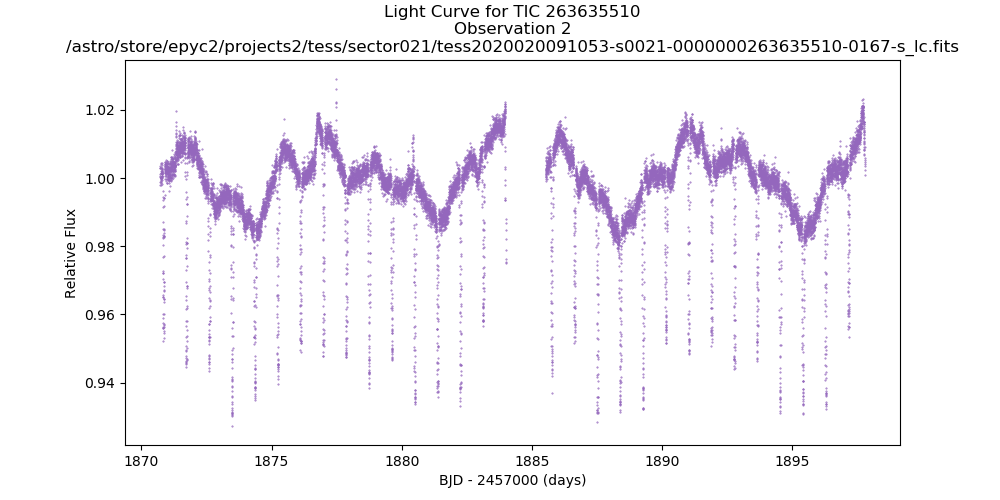 Light Curve for TIC 263635510
Observation 2
/astro/store/epyc2/projects2/tess/sector021/tess2020020091053-s0021-0000000263635510-0167-s_lc.fits
1.02
1.00
0.98
0.96
0.94
Relative Flux
1870
1875
1880
1885
1890
1895
BJD - 2457000 (days)